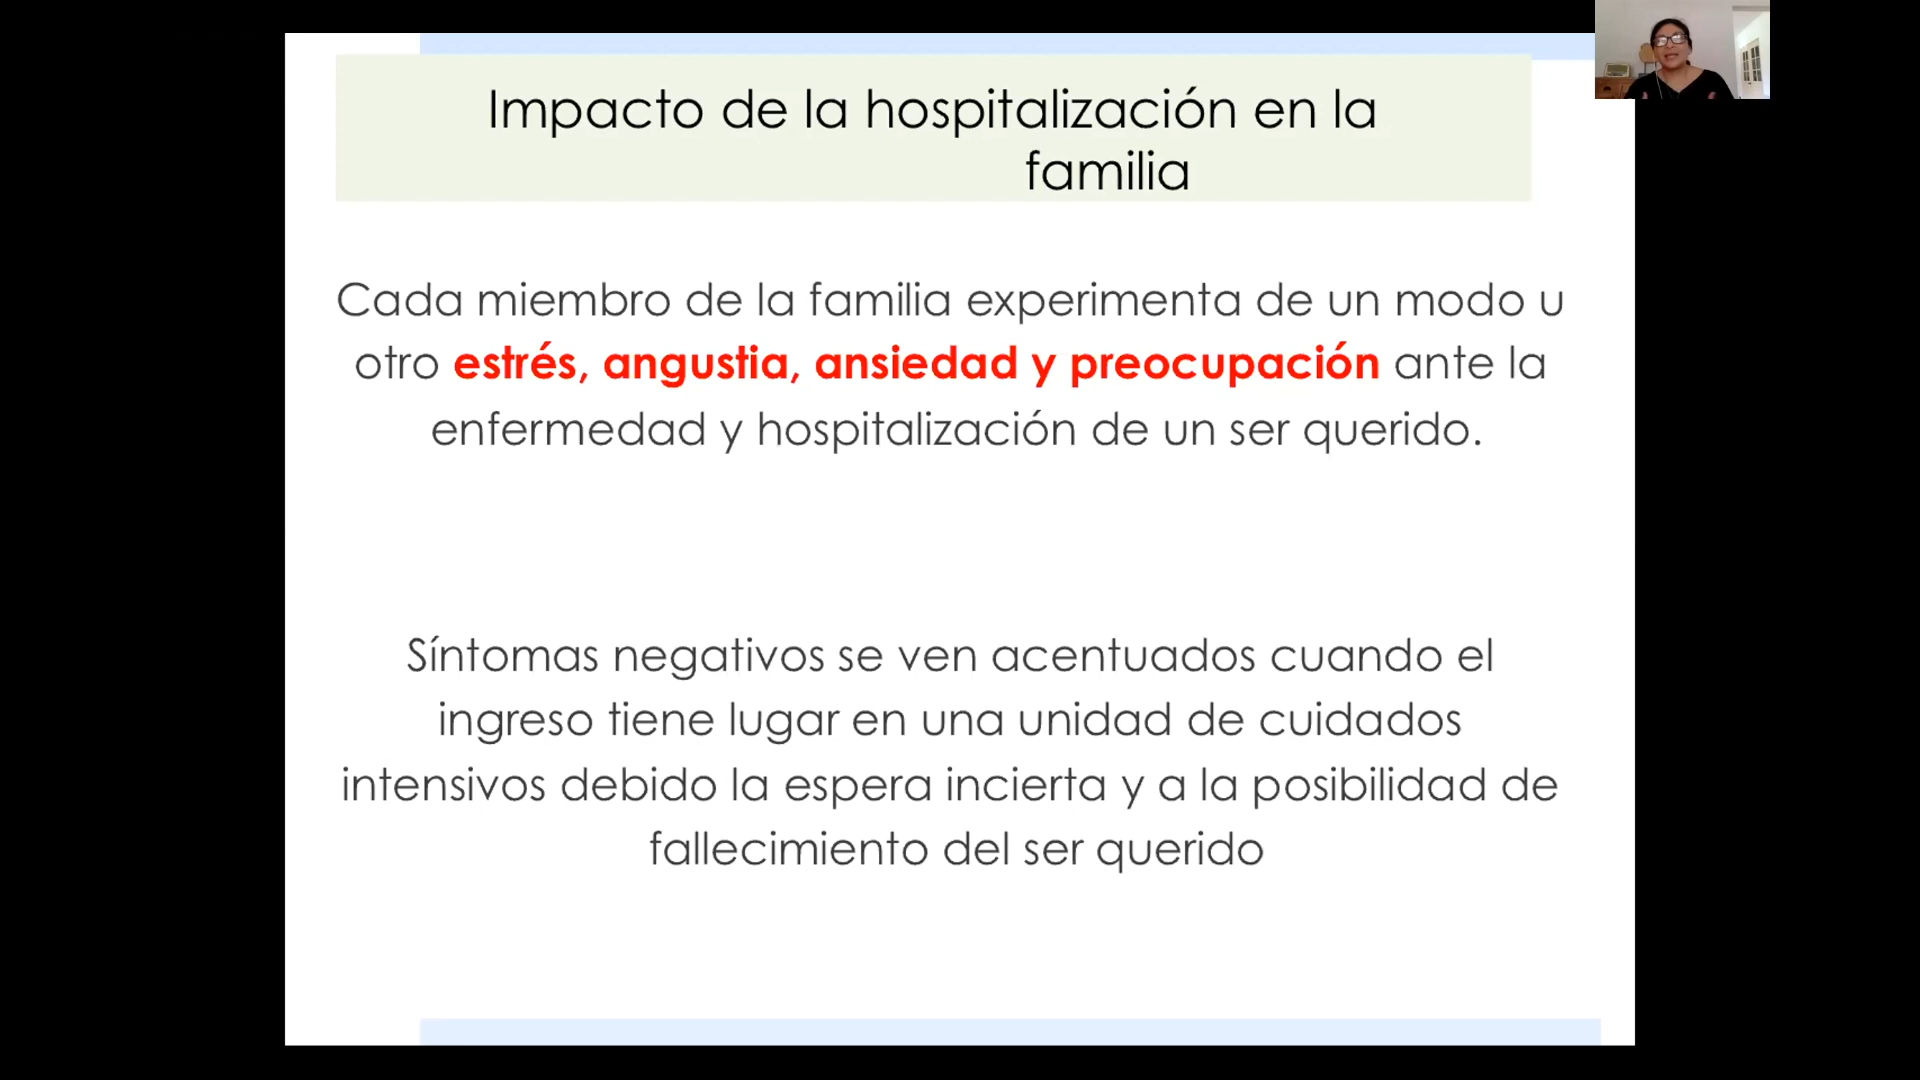 Impacto de la hospitalización en la
familia
Cada miembro de la familia experimenta de un modo u
otro estrés, angustia, ansiedad y preocupación ante la
enfermedad y hospitalización de un ser querido.
Síntomas negativos se ven acentuados cuando el
ingreso tiene lugar en una unidad de cuidados
intensivos debido la espera incierta y a la posibilidad de
fallecimiento del ser querido